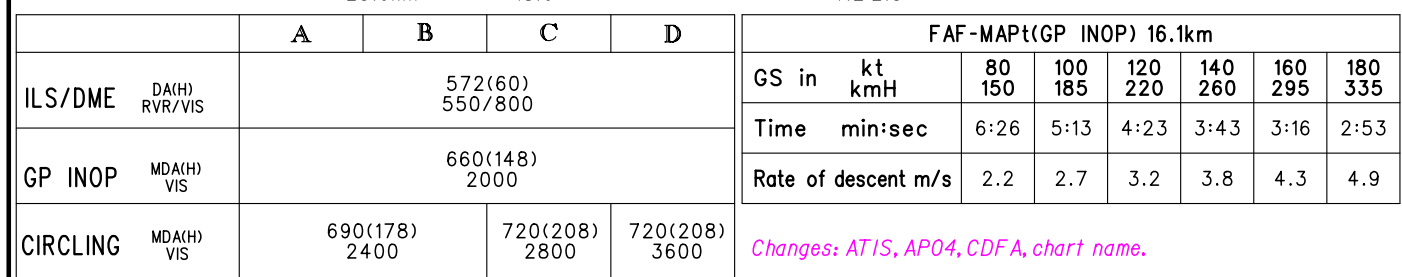 A B C D
ILS/DME DA(H) RVR/VIS 572(60) 550/800
GP INOP MDA(H) VIS 660(148) 2000
CIRCLING MDA(H) VIS 690(178) 2400 720(208) 2800 720(208) 3600
FAF-MAPt(GP INOP) 16.1km
GS in kt 80 100 120 140 160 180
kmH 150 185 220 260 295 335
Time min:sec 6:26 5:13 4:23 3:43 3:16 2:53
Rate of descent m/s 2.2 2.7 3.2 3.8 4.3 4.9
Changes: ATIS, AP04, CDFA, chart name.